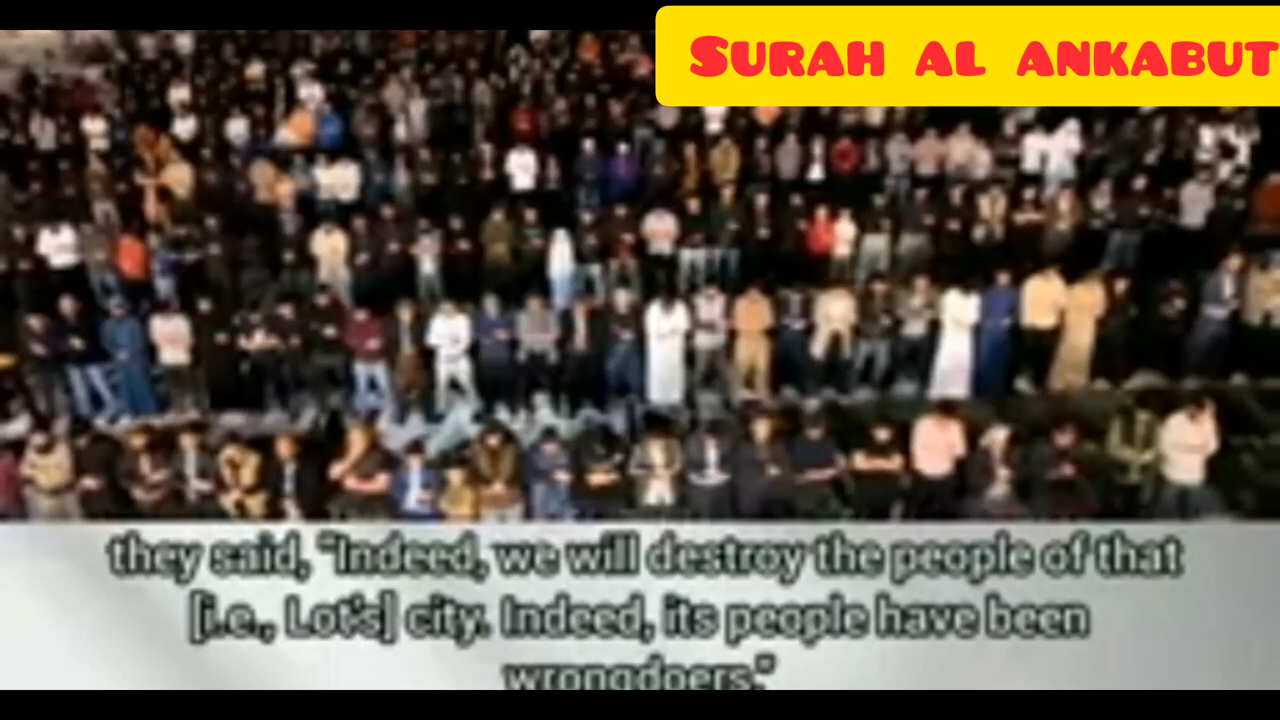 SURAH AL ANKABUT
they said, "Indeed, we will destroy the people of that
[i.e., Lot's] city. Indeed, its people have been
wrongdoers."